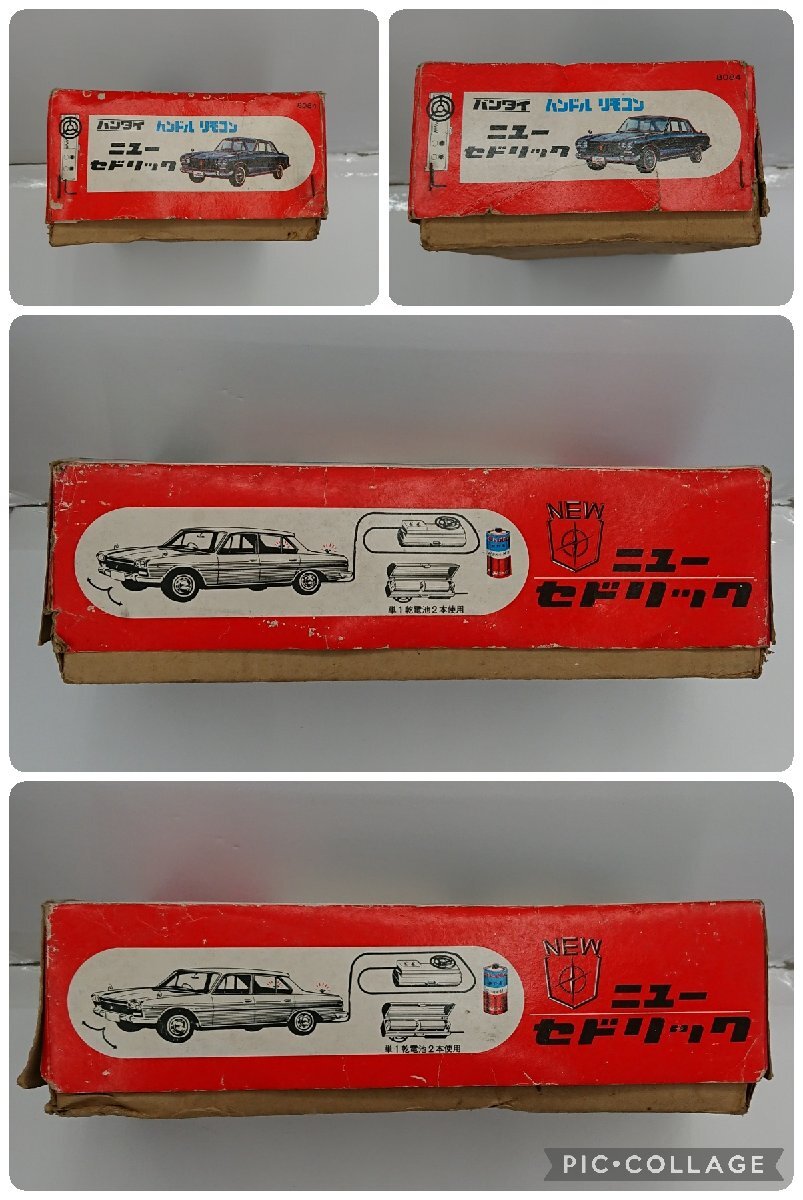 8064
バンダイ ハンドル リモコン
ニュー
セドリック
8064
バンダイ ハンドル リモコン
ニュー
セドリック
NEW
ニュー
セドリック
単1乾電池2本使用
NEW
ニュー
セドリック
単1乾電池2本使用
PIC•COLLAGE